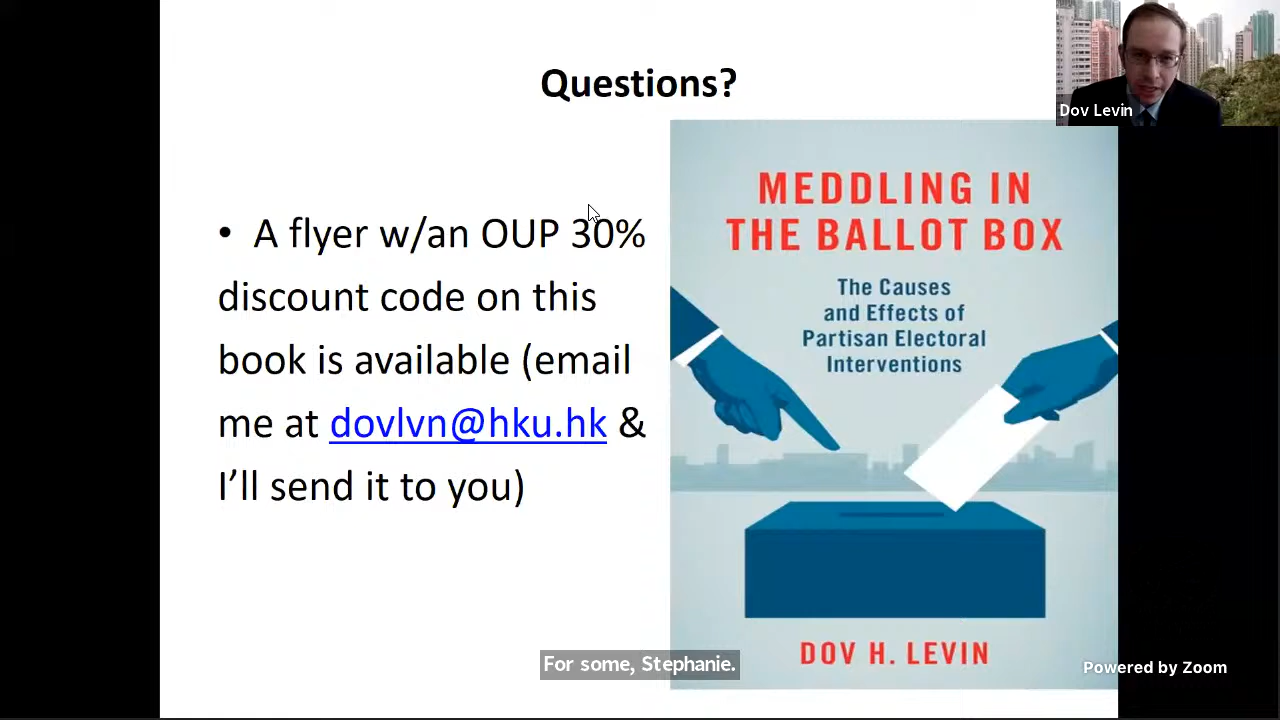 Questions?
Dov Levin
• A flyer w/an OUP 30%
discount code on this
book is available (email
me at dovlvn@hku.hk &
I’ll send it to you)
MEDDLING IN
THE BALLOT BOX
The Causes
and Effects of
Partisan Electoral
Interventions
DOV H. LEVIN
For some, Stephanie.
Powered by Zoom